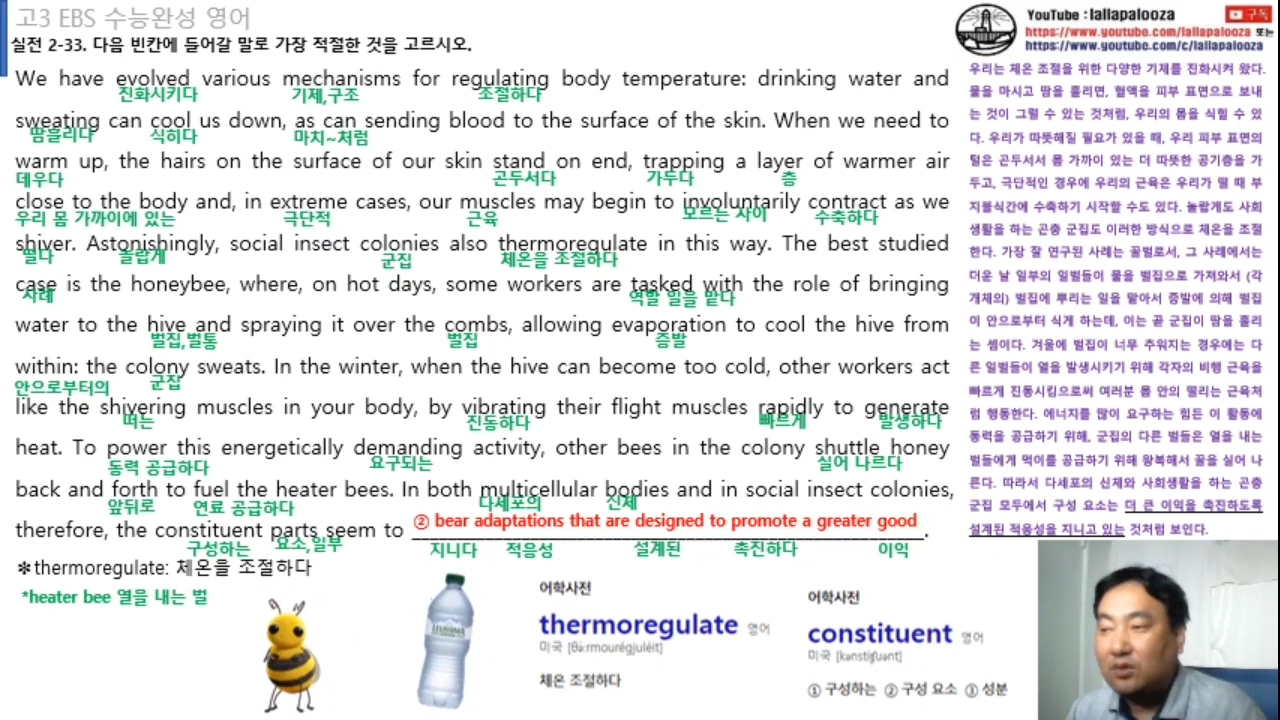 고3 EBS 수능완성 영어
실전 2-33. 다음 빈칸에 들어갈 말로 가장 적절한 것을 고르시오.
We have evolved various mechanisms for regulating body temperature: drinking water and
진화시키다 기제,구조 조절하다
sweating can cool us down, as can sending blood to the surface of the skin. When we need to
땀흘리다 식히다 마치~처럼
warm up, the hairs on the surface of our skin stand on end, trapping a layer of warmer air
데우다 곤두서다 가두다 층
close to the body and, in extreme cases, our muscles may begin to involuntarily contract as we
우리 몸 가까이에 있는 극단적 근육 모르는 사이 수축하다
shiver. Astonishingly, social insect colonies also thermoregulate in this way. The best studied
떨다 놀랍게 군집 체온을 조절하다
case is the honeybee, where, on hot days, some workers are tasked with the role of bringing
사례 역할 일을 맡다
water to the hive and spraying it over the combs, allowing evaporation to cool the hive from
벌집,벌통 벌집 증발
within: the colony sweats. In the winter, when the hive can become too cold, other workers act
안으로부터의 군집
like the shivering muscles in your body, by vibrating their flight muscles rapidly to generate
떠는 진동하다 빠르게 발생하다
heat. To power this energetically demanding activity, other bees in the colony shuttle honey
동력 공급하다 요구되는 실어 나르다
back and forth to fuel the heater bees. In both multicellular bodies and in social insect colonies,
앞뒤로 연료 공급하다 다세포의 신체
therefore, the constituent parts seem to ② bear adaptations that are designed to promote a greater good.
구성하는 요소,일부 지니다 적응성 설계된 촉진하다 이익
*thermoregulate: 체온을 조절하다
*heater bee 열을 내는 벌
어학사전
thermoregulate 영어
미국 [θə̀ːrmourégjulèit]
체온 조절하다
어학사전
constituent 영어
미국 [kənstítʃuənt]
① 구성하는 ② 구성 요소 ③ 성분
YouTube : lallapalooza
구독
https://www.youtube.com/lallapalooza 또는
https://www.youtube.com/c/lallapalooza
우리는 체온 조절을 위한 다양한 기제를 진화시켜 왔다.
물을 마시고 땀을 흘리면, 혈액을 피부 표면으로 보내
는 것이 그럴 수 있는 것처럼, 우리의 몸을 식힐 수 있
다. 우리가 따뜻해질 필요가 있을 때, 우리 피부 표면의
털은 곤두서서 몸 가까이 있는 더 따뜻한 공기층을 가
두고, 극단적인 경우에 우리의 근육은 우리가 떨 때 부
지불식간에 수축하기 시작할 수도 있다. 놀랍게도 사회
생활을 하는 곤충 군집도 이러한 방식으로 체온을 조절
한다. 가장 잘 연구된 사례는 꿀벌로서, 그 사례에서는
더운 날 일부의 일벌들이 물을 벌집으로 가져와서 (각
개체의) 벌집에 뿌리는 일을 맡아서 증발에 의해 벌집
이 안으로부터 식게 하는데, 이는 곧 군집이 땀을 흘리
는 셈이다. 겨울에 벌집이 너무 추워지는 경우에는 다
른 일벌들이 열을 발생시키기 위해 각자의 비행 근육을
빠르게 진동시킴으로써 여러분 몸 안의 떨리는 근육처
럼 행동한다. 에너지를 많이 요구하는 힘든 이 활동에
동력을 공급하기 위해, 군집의 다른 벌들은 열을 내는
벌들에게 먹이를 공급하기 위해 왕복해서 꿀을 실어 나
른다. 따라서 다세포의 신체와 사회생활을 하는 곤충
군집 모두에서 구성 요소는 더 큰 이익을 촉진하도록
설계된 적응성을 지니고 있는 것처럼 보인다.